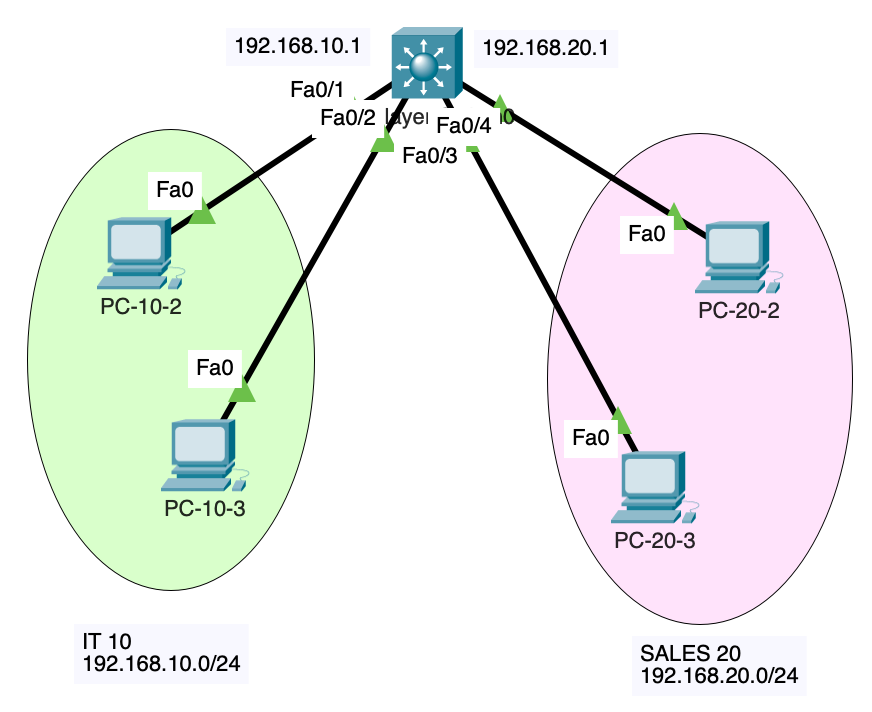 192.168.10.1
192.168.20.1
Fa0/1
Fa0/2
layer
Fa0/4
Fa0/3
Fa0
Fa0
PC-10-2
PC-20-2
Fa0
Fa0
PC-10-3
PC-20-3
IT 10
192.168.10.0/24
SALES 20
192.168.20.0/24